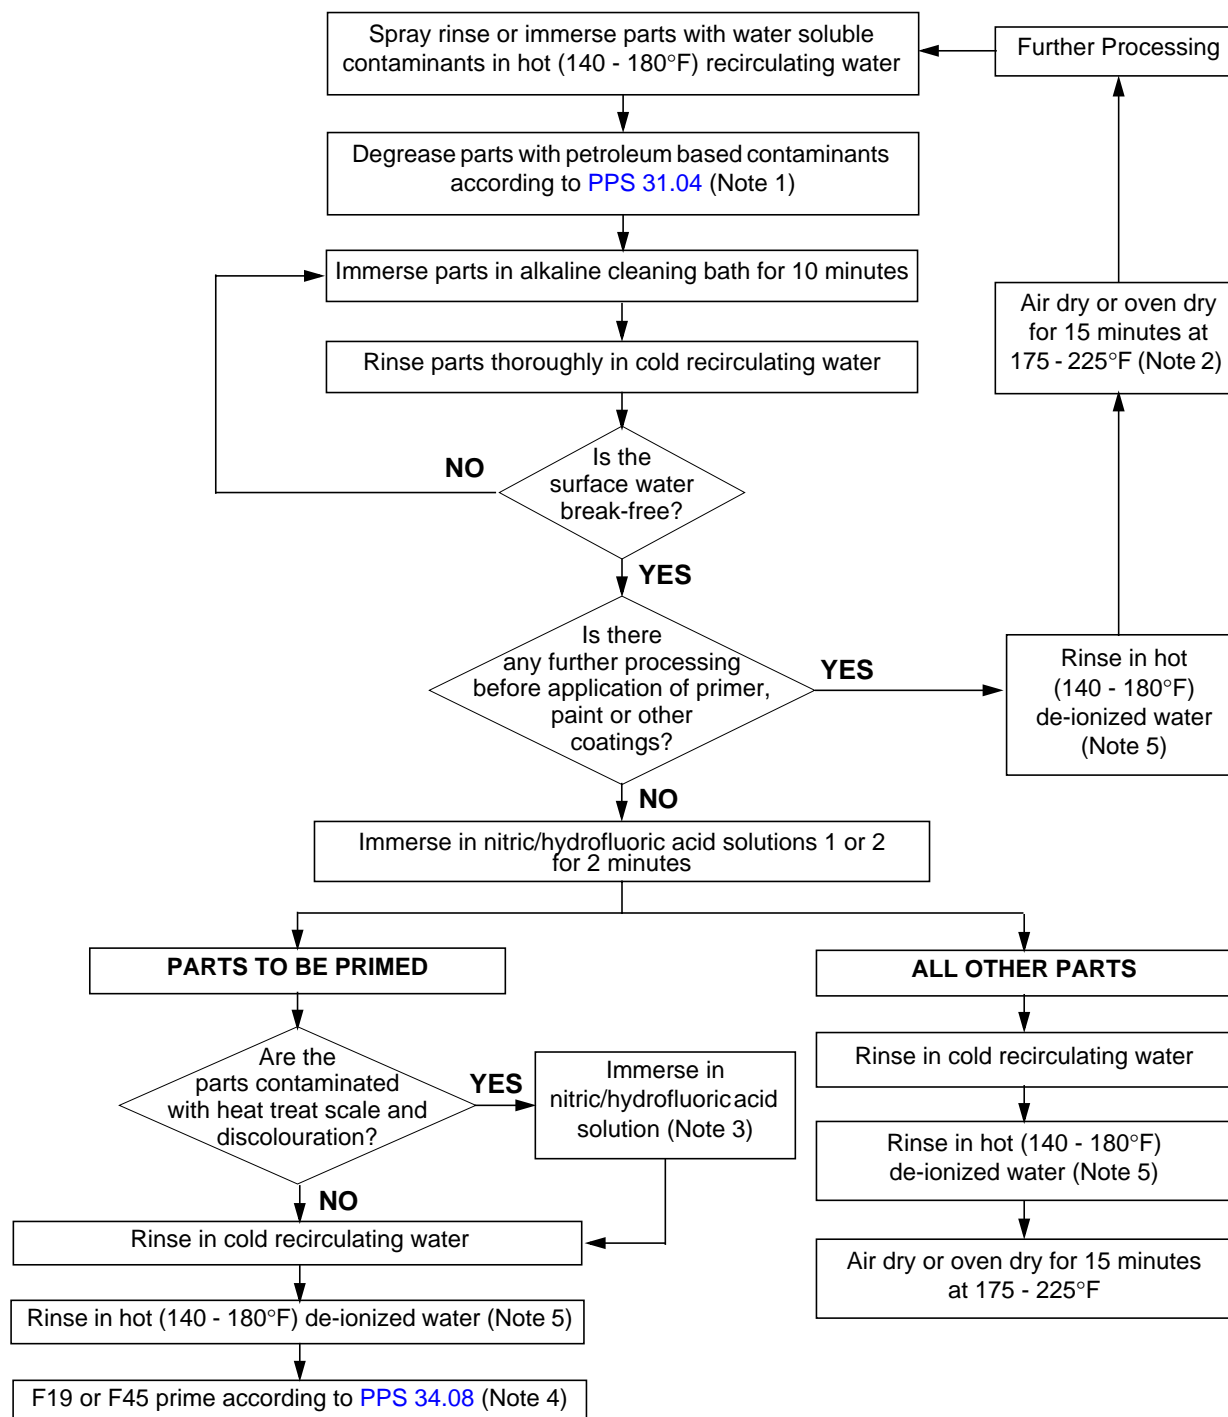 Spray rinse or immerse parts with water soluble
contaminants in hot (140 - 180°F) recirculating water
Further Processing
Degrease parts with petroleum based contaminants
according to PPS 31.04 (Note 1)
Immerse parts in alkaline cleaning bath for 10 minutes
Air dry or oven dry
for 15 minutes at
175 - 225°F (Note 2)
Rinse parts thoroughly in cold recirculating water
NO
Is the
surface water
break-free?
YES
Is there
any further processing
before application of primer,
paint or other
coatings?
YES
Rinse in hot
(140 - 180°F)
de-ionized water
(Note 5)
NO
Immerse in nitric/hydrofluoric acid solutions 1 or 2
for 2 minutes
PARTS TO BE PRIMED
ALL OTHER PARTS
Are the
parts contaminated
with heat treat scale and
discolouration?
YES
Immerse in
nitric/hydrofluoric acid
solution (Note 3)
NO
Rinse in cold recirculating water
Rinse in hot (140 - 180°F) de-ionized water (Note 5)
F19 or F45 prime according to PPS 34.08 (Note 4)
Rinse in cold recirculating water
Rinse in hot (140 - 180°F)
de-ionized water (Note 5)
Air dry or oven dry for 15 minutes
at 175 - 225°F